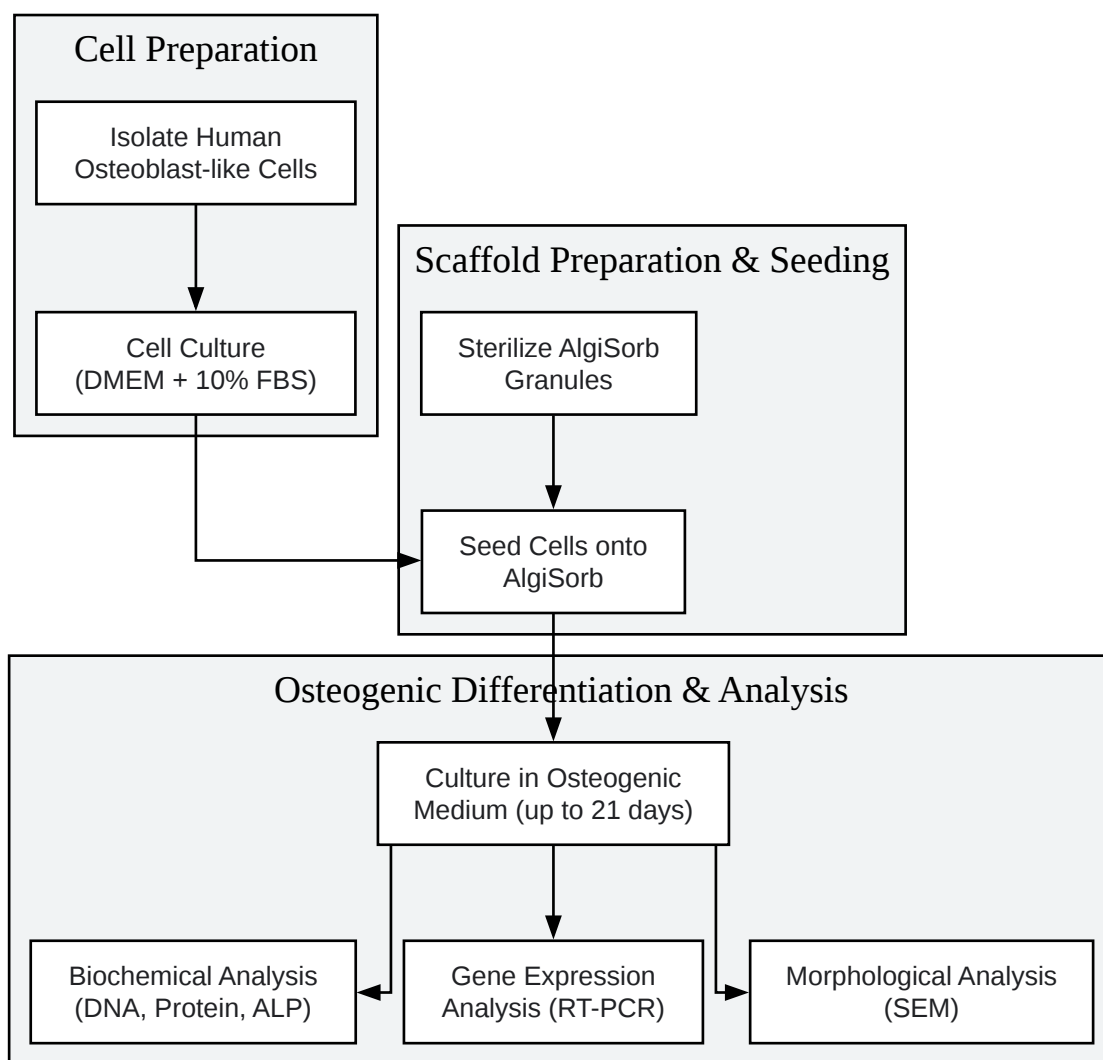 Cell Preparation
Isolate Human
Osteoblast-like Cells
Cell Culture
(DMEM + 10% FBS)
Scaffold Preparation & Seeding
Sterilize AlgiSorb
Granules
Seed Cells onto
AlgiSorb
Osteogenic Differentiation & Analysis
Culture in Osteogenic
Medium (up to 21 days)
Biochemical Analysis
(DNA, Protein, ALP)
Gene Expression
Analysis (RT-PCR)
Morphological Analysis
(SEM)